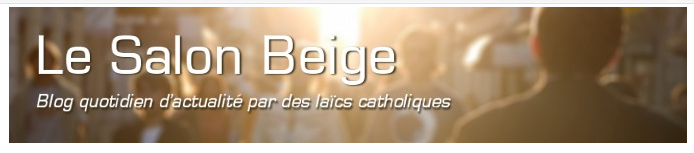 Le Salon Beige
Blog quotidien d'actualité par des laïcs catholiques